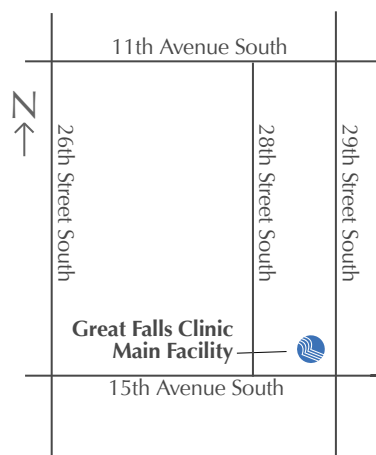 11th Avenue South
N
26th Street South
28th Street South
29th Street South
Great Falls Clinic
Main Facility
15th Avenue South